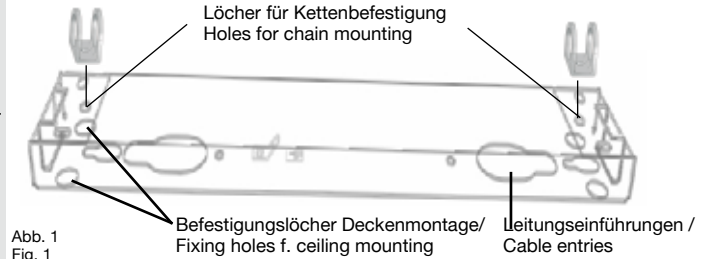 Löcher für Kettenbefestigung
Holes for chain mounting
Befestigungslöcher Deckenmontage/
Fixing holes f. ceiling mounting
Leitungseinführungen /
Cable entries
Abb. 1
Fig. 1